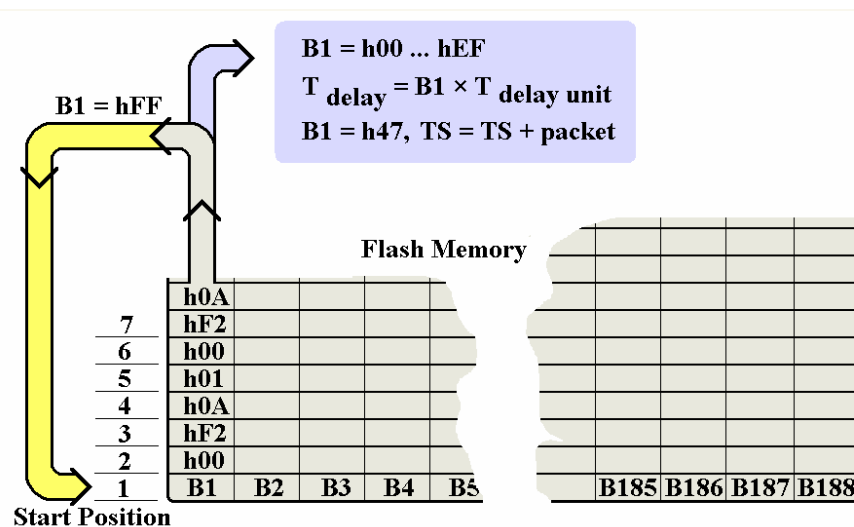 B1 = h00 ... hEF
T delay = B1 × T delay unit
B1 = h47, TS = TS + packet
B1 = hFF
Flash Memory
h0A
7 hF2
6 h00
5 h01
4 h0A
3 hF2
2 h00
1 B1 B2 B3 B4 B5 B185 B186 B187 B188
Start Position